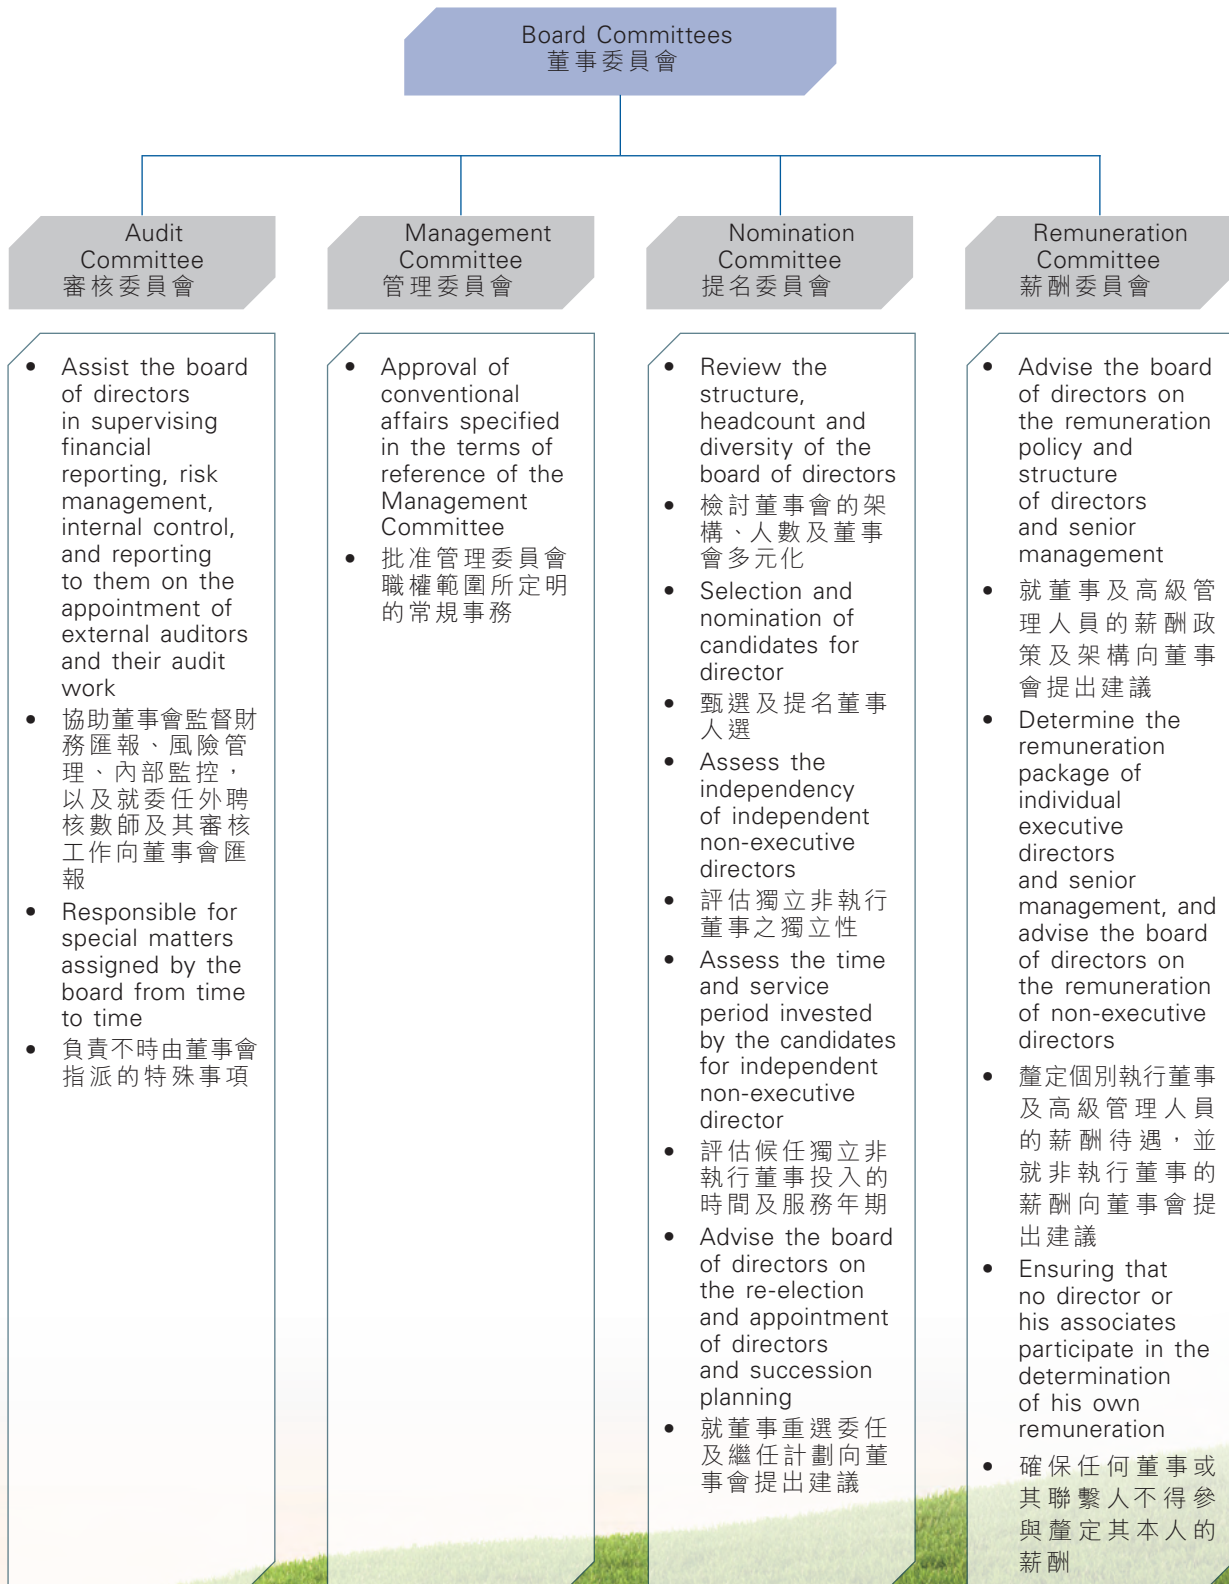 Board Committees
董事委員會
Audit
Committee
審核委員會
Management
Committee
管理委員會
Nomination
Committee
提名委員會
Remuneration
Committee
薪酬委員會
• Assist the board
of directors
in supervising
financial
reporting, risk
management,
internal control,
and reporting
to them on the
appointment of
external auditors
and their audit
work
• 協助董事會監督財
務匯報、風險管
理、內部監控，
以及就委任外聘
核數師及其審核
工作向董事會匯
報
• Responsible for
special matters
assigned by the
board from time
to time
• 負責不時由董事會
指派的特殊事項
• Approval of
conventional
affairs specified
in the terms of
reference of the
Management
Committee
• 批准管理委員會
職權範圍所定明
的常規事務
• Review the
structure,
headcount and
diversity of the
board of directors
• 檢討董事會的架
構、人數及董事
會多元化
• Selection and
nomination of
candidates for
director
• 甄選及提名董事
人選
• Assess the
independency
of independent
non-executive
directors
• 評估獨立非執行
董事之獨立性
• Assess the time
and service
period invested
by the candidates
for independent
non-executive
director
• 評估候任獨立非
執行董事投入的
時間及服務年期
• Advise the board
of directors on
the re-election
and appointment
of directors
and succession
planning
• 就董事重選委任
及繼任計劃向董
事會提出建議
• Advise the board
of directors on
the remuneration
policy and
structure
of directors
and senior
management
• 就董事及高級管
理人員的薪酬政
策及架構向董事
會提出建議
• Determine the
remuneration
package of
individual
executive
directors
and senior
management, and
advise the board
of directors on
the remuneration
of non-executive
directors
• 釐定個別執行董事
及高級管理人員
的薪酬待遇，並
就非執行董事的
薪酬向董事會提
出建議
• Ensuring that
no director or
his associates
participate in the
determination
of his own
remuneration
• 確保任何董事或
其聯繫人不得參
與釐定其本人的
薪酬